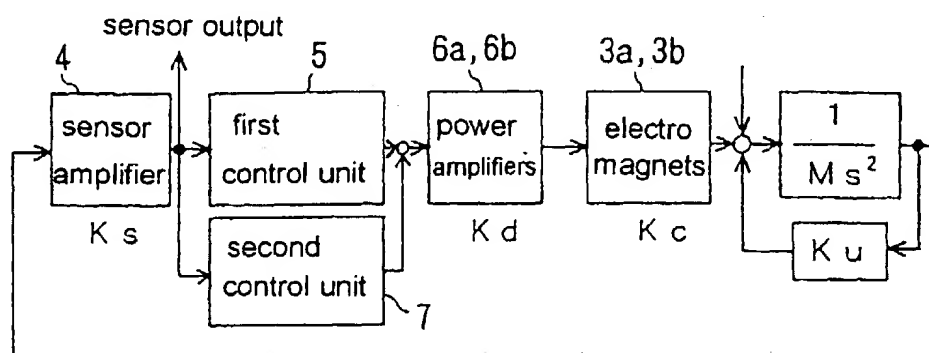 sensor output
4
5
6a, 6b
3a, 3b
sensor
amplifier
first
control unit
power
amplifiers
electro
magnets
1
M s²
K s
K d
K c
second
control unit
K u
7